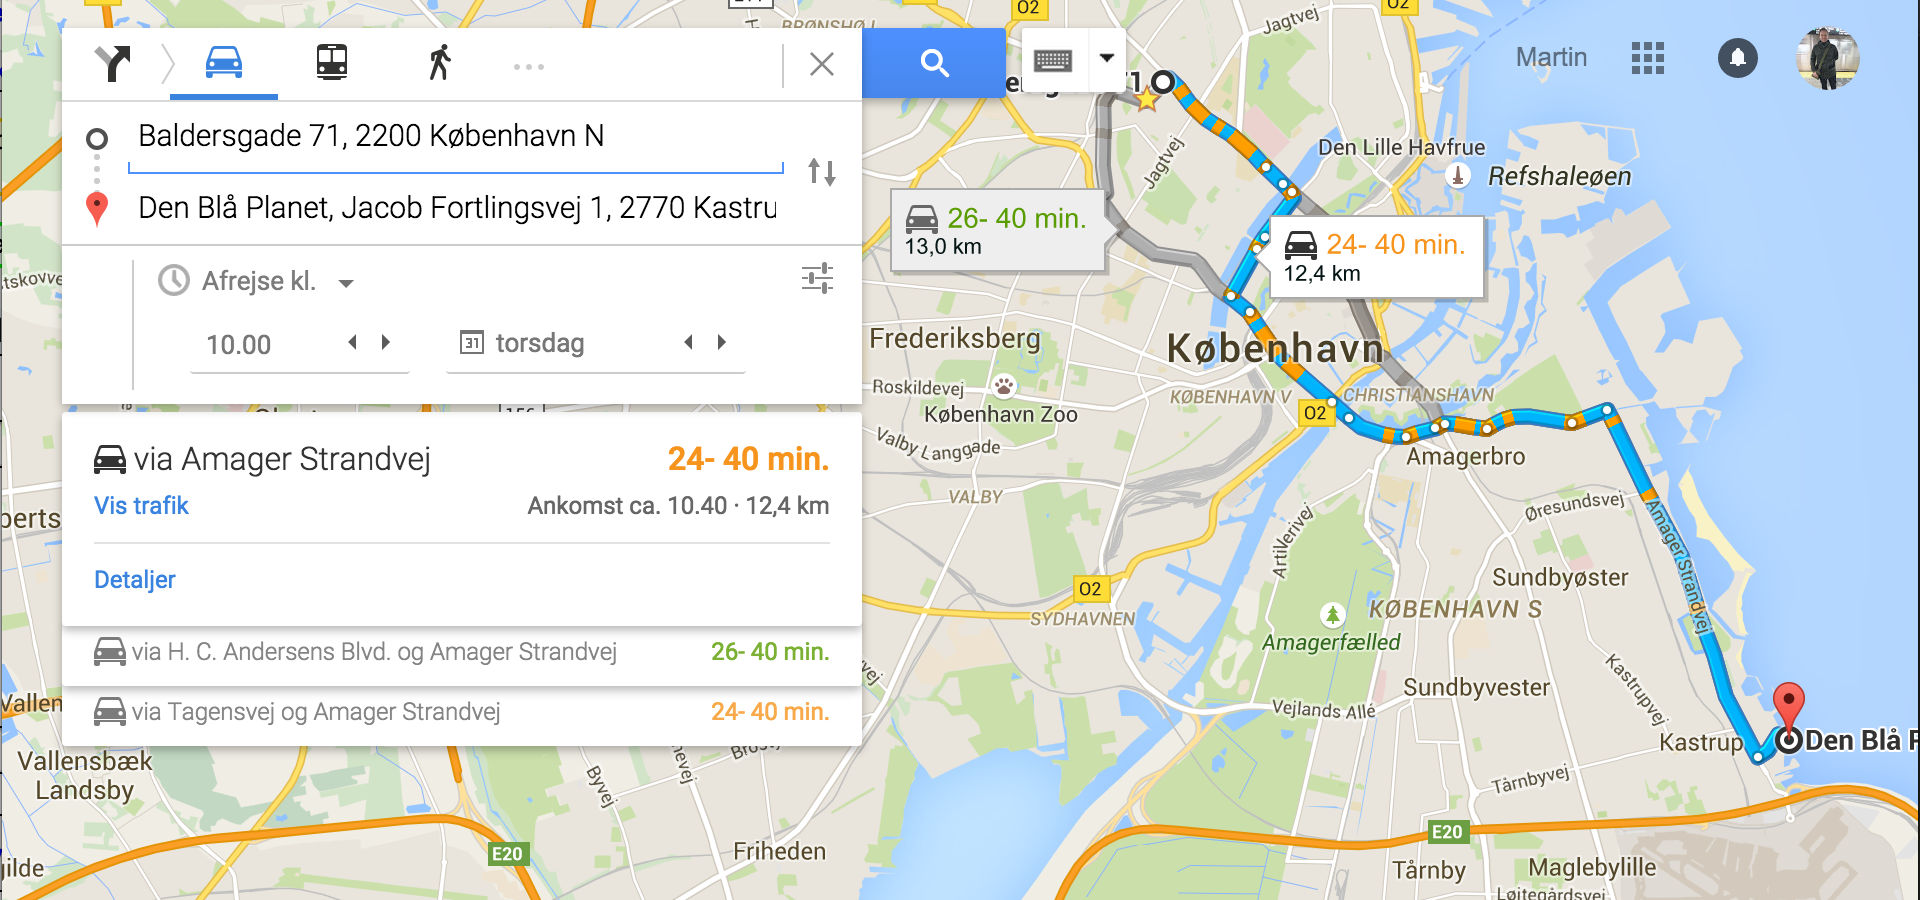 Baldersgade 71, 2200 København N
Den Blå Planet, Jacob Fortlingsvej 1, 2770 Kastru
Afrejse kl.
10.00
31 torsdag
via Amager Strandvej 24- 40 min.
Vis trafik Ankomst ca. 10.40 · 12,4 km
Detaljer
via H. C. Andersens Blvd. og Amager Strandvej 26- 40 min.
via Tagensvej og Amager Strandvej 24- 40 min.
Martin
O2
O2
BRØNSHØJ
Jagtvej
Jagtvej
Den Lille Havfrue
Refshaleøen
26- 40 min.
13,0 km
24- 40 min.
12,4 km
Frederiksberg
København
Roskildevej
København Zoo
KØBENHAVN V
CHRISTIANSHAVN
O2
Valby Langgade
Amagerbro
VALBY
Øresundsvej
Amager Strandvej
Artillerivej
Sundbyøster
O2
SYDHAVNEN
KØBENHAVN S
Amagerfælled
Sundbyvester
Kastrupvej
Vejlands Allé
Kastrup
Den Blå P
Tårnbyvej
Vallensbæk
Landsby
Byvej
E20
E20
Friheden
Tårnby
Maglebylille
Løjtegårdsvej